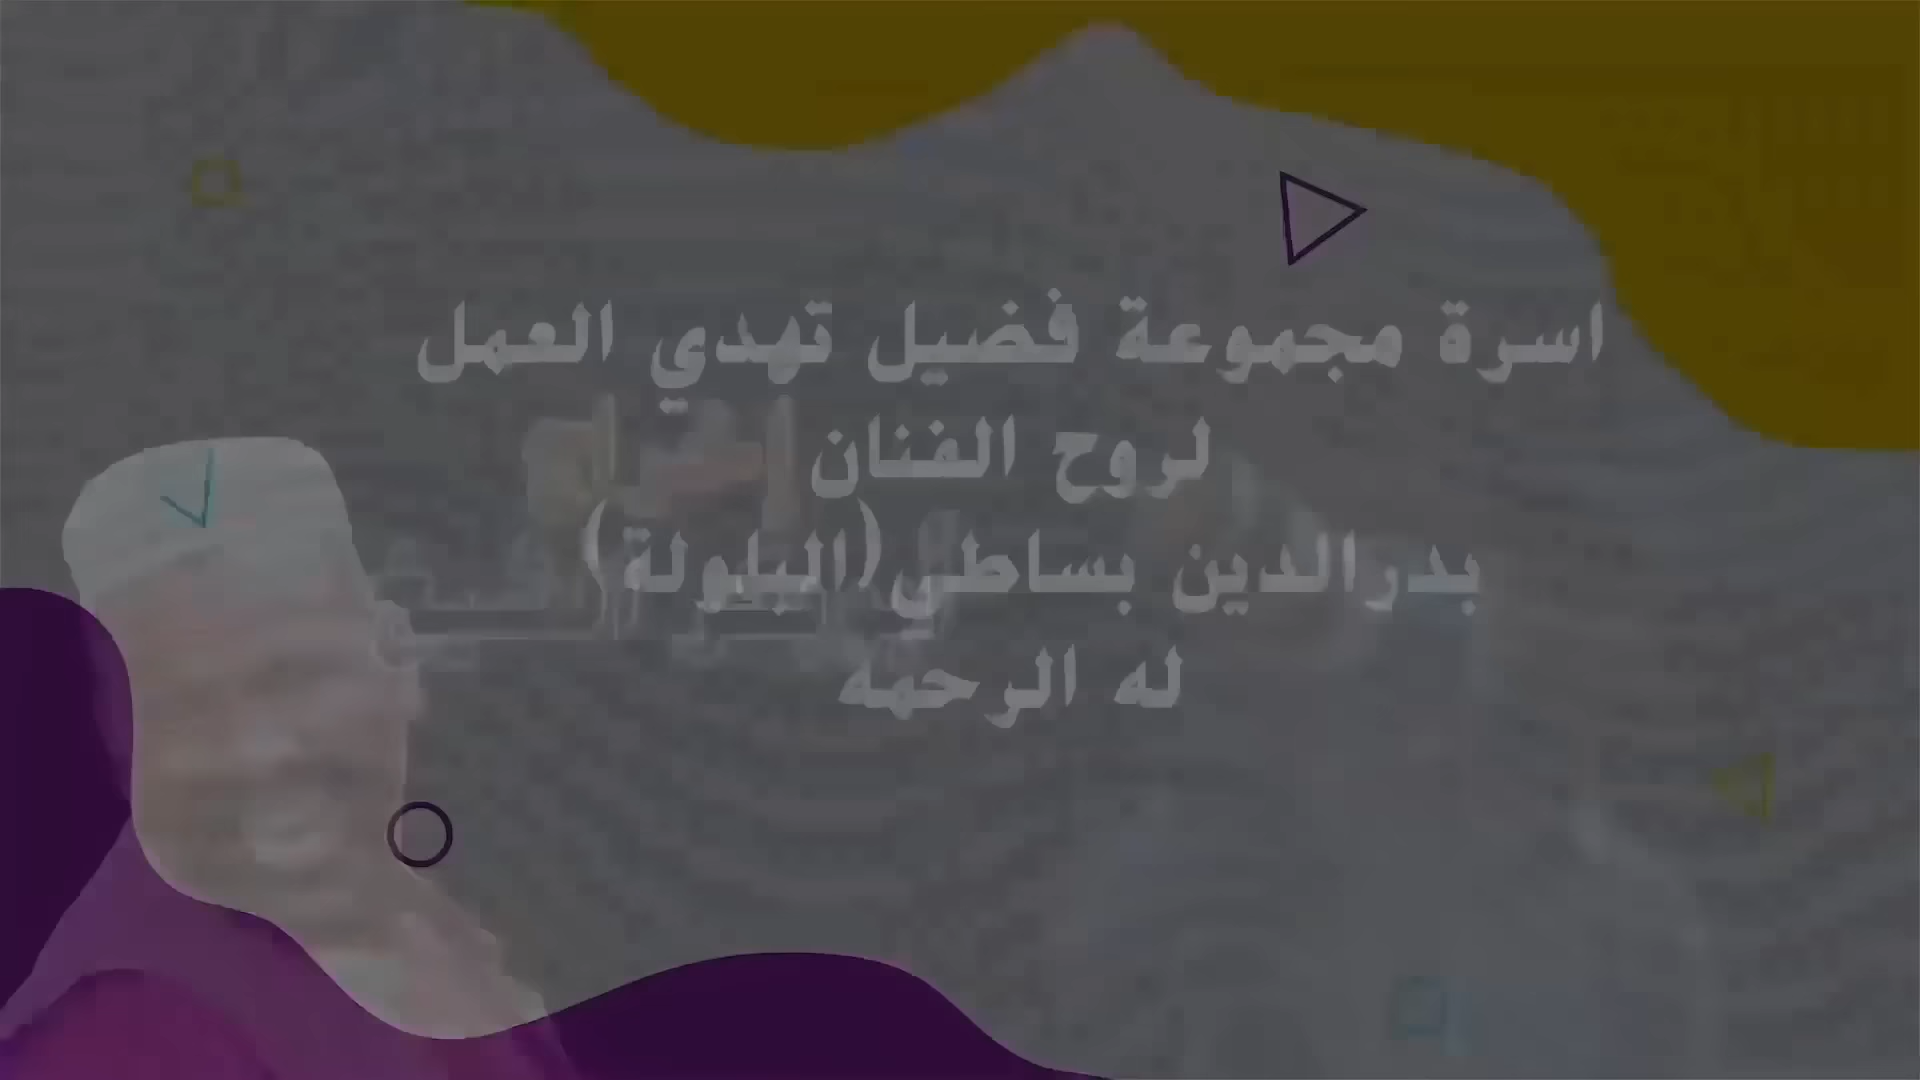 اسرة مجموعة فضيل تهدي العمل
لروح الفنان
بدرالدين بساطي(البلولة)
له الرحمه